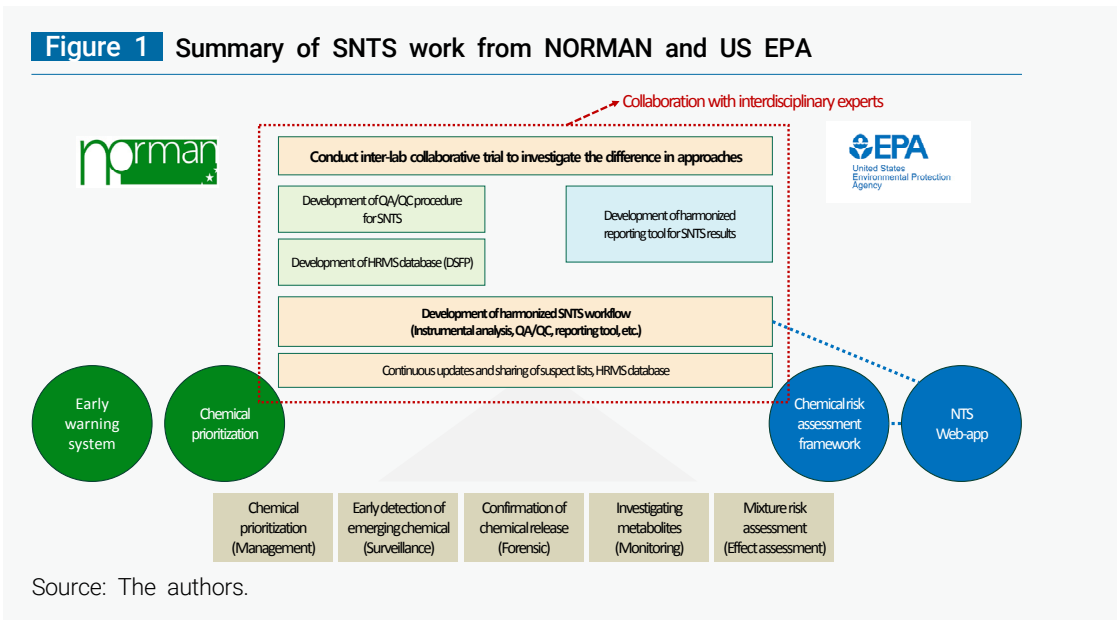 Figure 1 Summary of SNTS work from NORMAN and US EPA
Collaboration with interdisciplinary experts
norman
EPA
United States
Environmental Protection
Agency
Conduct inter-lab collaborative trial to investigate the difference in approaches
Development of QA/QC procedure
for SNTS
Development of harmonized
reporting tool for SNTS results
Development of HRMS database (DSFP)
Development of harmonized SNTS workflow
(Instrumental analysis, QA/QC, reporting tool, etc.)
Continuous updates and sharing of suspect lists, HRMS database
Early
warning
system
Chemical
prioritization
Chemical risk
assessment
framework
NTS
Web-app
Chemical
prioritization
(Management)
Early detection of
emerging chemical
(Surveillance)
Confirmation of
chemical release
(Forensic)
Investigating
metabolites
(Monitoring)
Mixture risk
assessment
(Effect assessment)
Source: The authors.